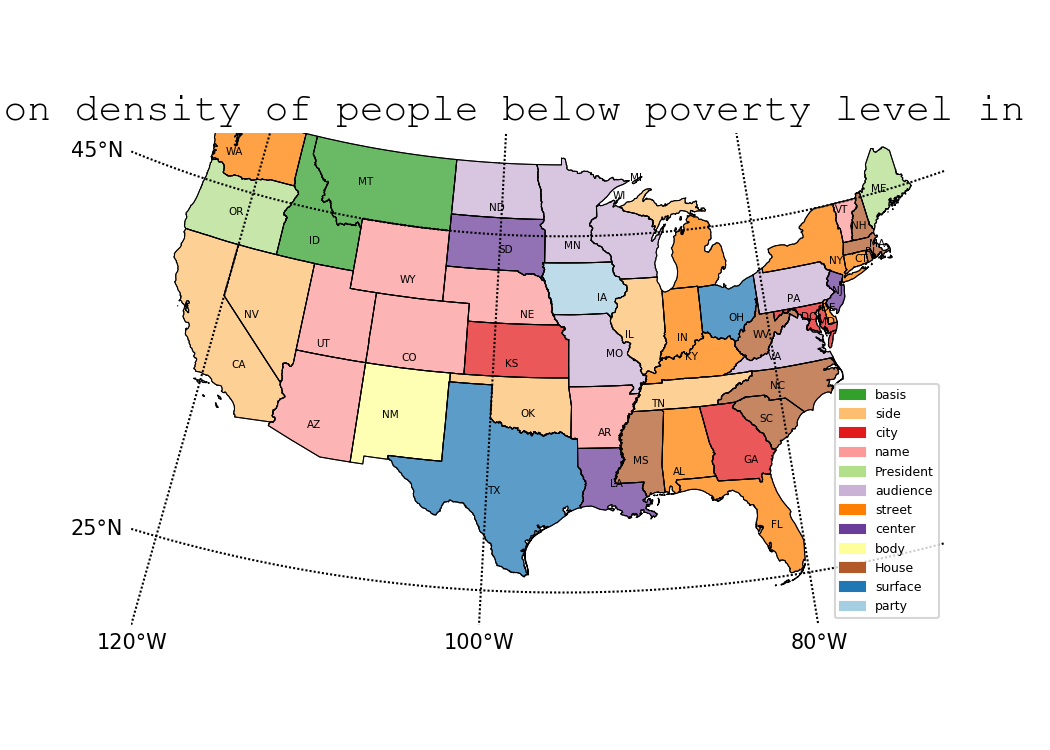 on density of people below poverty level in
45°N
25°N
120°W
100°W
80°W
WA
MT
ND
MI
WI
ME
OR
ID
SD
MN
VT
NH
MA
NY
CT
WY
NE
IA
PA
NJ
NV
UT
CO
KS
MO
IL
IN
OH
WV
VA
DC
MD
DE
CA
AZ
NM
OK
AR
TN
KY
NC
SC
TX
LA
MS
AL
GA
FL
basis
side
city
name
President
audience
street
center
body
House
surface
party